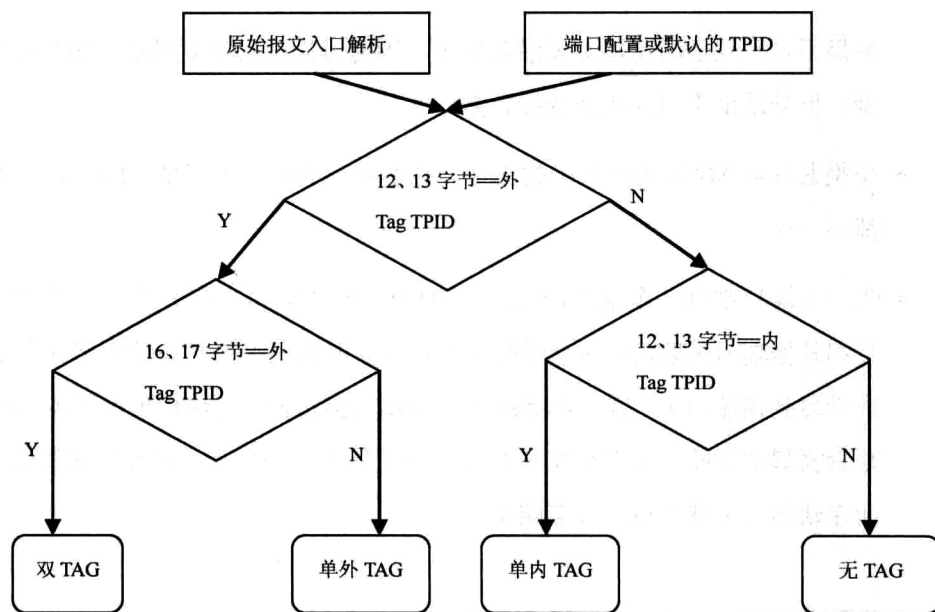 原始报文入口解析
端口配置或默认的 TPID
12、13 字节==外
Tag TPID
Y
N
16、17 字节==外
Tag TPID
12、13 字节==内
Tag TPID
Y
N
Y
N
双 TAG
单外 TAG
单内 TAG
无 TAG